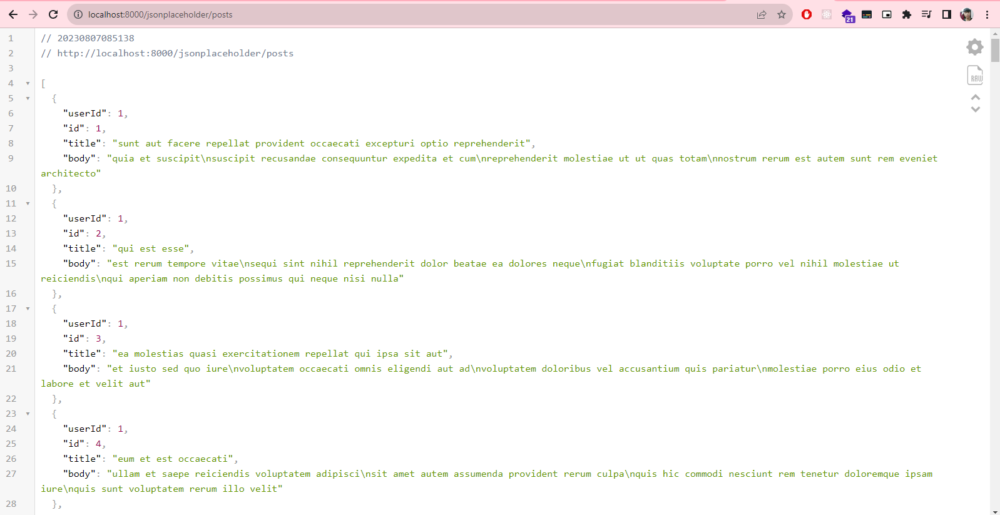 localhost:8000/jsonplaceholder/posts
21
1 // 20230807085138
2 // http://localhost:8000/jsonplaceholder/posts
3
4 [
5 {
6 "userId": 1,
7 "id": 1,
8 "title": "sunt aut facere repellat provident occaecati excepturi optio reprehenderit",
9 "body": "quia et suscipit\nsuscipit recusandae consequuntur expedita et cum\nreprehenderit molestiae ut ut quas totam\nnostrum rerum est autem sunt rem eveniet
architecto"
10 },
11 {
12 "userId": 1,
13 "id": 2,
14 "title": "qui est esse",
15 "body": "est rerum tempore vitae\nsequi sint nihil reprehenderit dolor beatae ea dolores neque\nfugiat blanditiis voluptate porro vel nihil molestiae ut
reiciendis\nqui aperiam non debitis possimus qui neque nisi nulla"
16 },
17 {
18 "userId": 1,
19 "id": 3,
20 "title": "ea molestias quasi exercitationem repellat qui ipsa sit aut",
21 "body": "et iusto sed quo iure\nvoluptatem occaecati omnis eligendi aut ad\nvoluptatem doloribus vel accusantium quis pariatur\nmolestiae porro eius odio et
labore et velit aut"
22 },
23 {
24 "userId": 1,
25 "id": 4,
26 "title": "eum et est occaecati",
27 "body": "ullam et saepe reiciendis voluptatem adipisci\nsit amet autem assumenda provident rerum culpa\nquis hic commodi nesciunt rem tenetur doloremque ipsam
iure\nquis sunt voluptatem rerum illo velit"
28 },
RAW